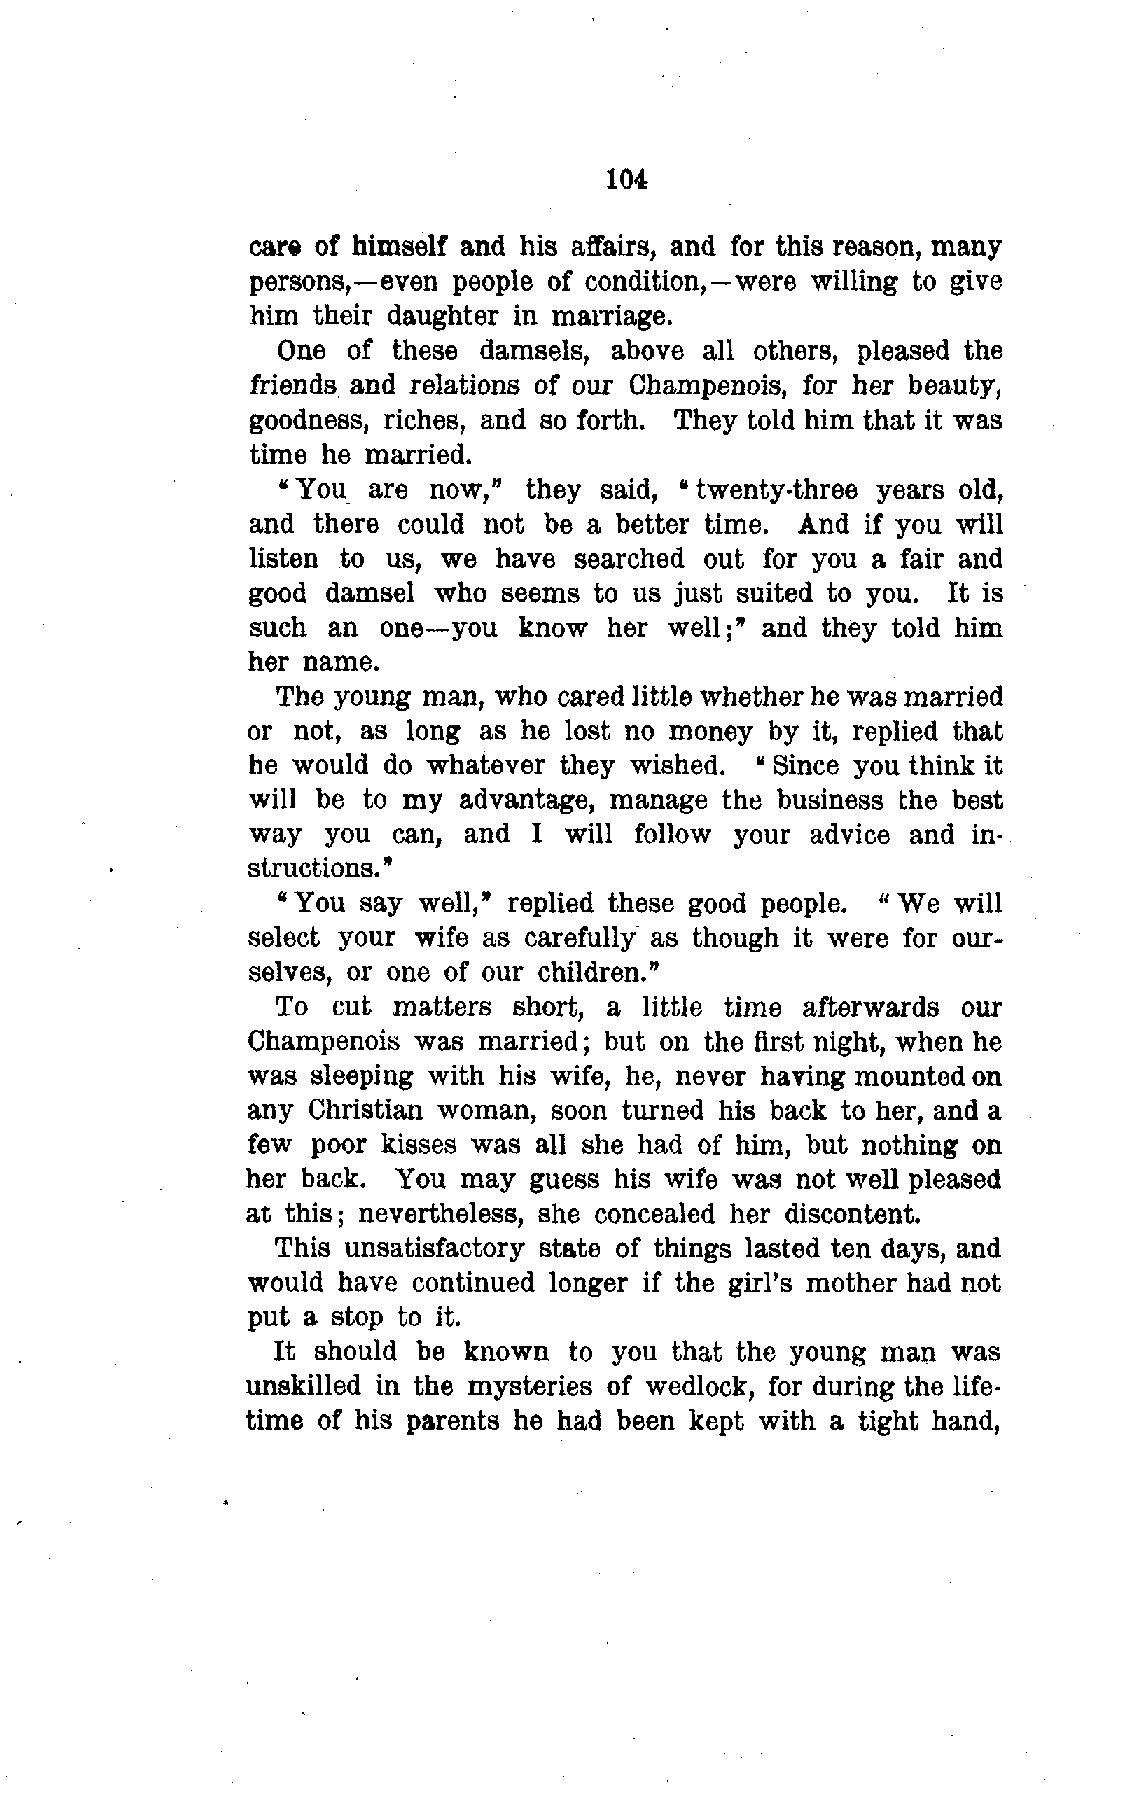 104
care of himself and his affairs, and for this reason, many
persons,—even people of condition,—were willing to give
him their daughter in marriage.
One of these damsels, above all others, pleased the
friends and relations of our Champenois, for her beauty,
goodness, riches, and so forth. They told him that it was
time he married.
"You are now," they said, "twenty-three years old,
and there could not be a better time. And if you will
listen to us, we have searched out for you a fair and
good damsel who seems to us just suited to you. It is
such an one—you know her well;" and they told him
her name.
The young man, who cared little whether he was married
or not, as long as he lost no money by it, replied that
he would do whatever they wished. "Since you think it
will be to my advantage, manage the business the best
way you can, and I will follow your advice and in-
structions."
"You say well," replied these good people. "We will
select your wife as carefully as though it were for our-
selves, or one of our children."
To cut matters short, a little time afterwards our
Champenois was married; but on the first night, when he
was sleeping with his wife, he, never having mounted on
any Christian woman, soon turned his back to her, and a
few poor kisses was all she had of him, but nothing on
her back. You may guess his wife was not well pleased
at this; nevertheless, she concealed her discontent.
This unsatisfactory state of things lasted ten days, and
would have continued longer if the girl's mother had not
put a stop to it.
It should be known to you that the young man was
unskilled in the mysteries of wedlock, for during the life-
time of his parents he had been kept with a tight hand,